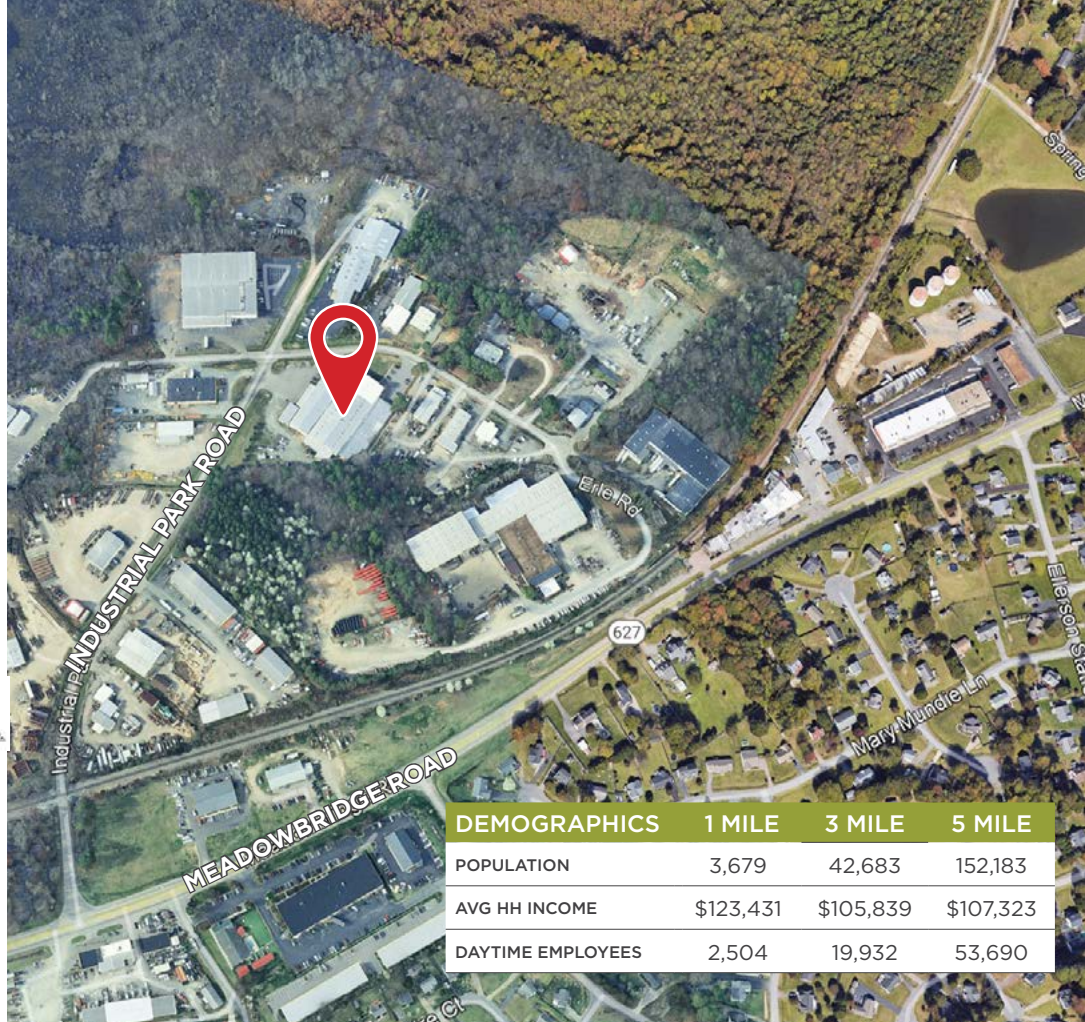 Spring
INDUSTRIAL PARK ROAD
Industrial
Erle Rd
627
Ellerson
Mary Mundie Ln
MEADOWBRIDGE ROAD
DEMOGRAPHICS 1 MILE 3 MILE 5 MILE
POPULATION 3,679 42,683 152,183
AVG HH INCOME $123,431 $105,839 $107,323
DAYTIME EMPLOYEES 2,504 19,932 53,690
Ct